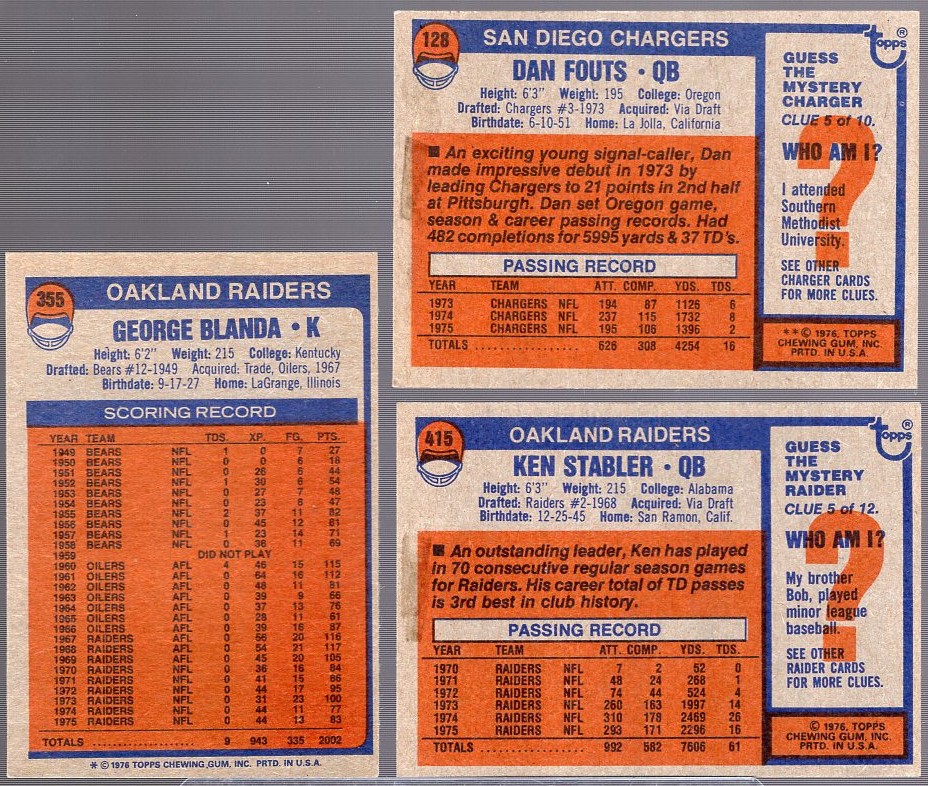 355
OAKLAND RAIDERS
GEORGE BLANDA • K
Height: 6'2" Weight: 215 College: Kentucky
Drafted: Bears #12-1949 Acquired: Trade, Oilers, 1967
Birthdate: 9-17-27 Home: LaGrange, Illinois
SCORING RECORD
YEAR TEAM TDS. XP. FG. PTS.
1949 BEARS NFL 1 0 7 27
1950 BEARS NFL 0 0 6 18
1951 BEARS NFL 0 26 6 44
1952 BEARS NFL 1 30 6 54
1953 BEARS NFL 0 27 7 48
1954 BEARS NFL 0 23 8 47
1955 BEARS NFL 2 37 11 82
1956 BEARS NFL 0 45 12 81
1957 BEARS NFL 1 23 14 71
1958 BEARS NFL 0 36 11 69
1959 DID NOT PLAY
1960 OILERS AFL 4 46 15 115
1961 OILERS AFL 0 64 16 112
1962 OILERS AFL 0 48 11 81
1963 OILERS AFL 0 39 9 66
1964 OILERS AFL 0 37 13 76
1965 OILERS AFL 0 28 11 61
1966 OILERS AFL 0 39 16 87
1967 RAIDERS AFL 0 56 20 116
1968 RAIDERS AFL 0 54 21 117
1969 RAIDERS AFL 0 45 20 105
1970 RAIDERS NFL 0 36 16 84
1971 RAIDERS NFL 0 41 15 86
1972 RAIDERS NFL 0 44 17 95
1973 RAIDERS NFL 0 31 23 100
1974 RAIDERS NFL 0 44 11 77
1975 RAIDERS NFL 0 44 13 83
TOTALS 9 943 335 2002
* © 1976 TOPPS CHEWING GUM, INC. PRTD. IN U.S.A.
128
SAN DIEGO CHARGERS
DAN FOUTS • QB
Height: 6'3" Weight: 195 College: Oregon
Drafted: Chargers #3-1973 Acquired: Via Draft
Birthdate: 6-10-51 Home: La Jolla, California
■ An exciting young signal-caller, Dan
made impressive debut in 1973 by
leading Chargers to 21 points in 2nd half
at Pittsburgh. Dan set Oregon game,
season & career passing records. Had
482 completions for 5995 yards & 37 TD's.
PASSING RECORD
YEAR TEAM ATT. COMP. YDS. TDS.
1973 CHARGERS NFL 194 87 1126 6
1974 CHARGERS NFL 237 115 1732 8
1975 CHARGERS NFL 195 106 1396 2
TOTALS 626 308 4254 16
topps ®
GUESS
THE
MYSTERY
CHARGER
CLUE 5 of 10.
?
WHO AM I?
I attended
Southern
Methodist
University.
SEE OTHER
CHARGER CARDS
FOR MORE CLUES.
** © 1976, TOPPS
CHEWING GUM, INC.
PRTD. IN U.S.A.
415
OAKLAND RAIDERS
KEN STABLER • QB
Height: 6'3" Weight: 215 College: Alabama
Drafted: Raiders #2-1968 Acquired: Via Draft
Birthdate: 12-25-45 Home: San Ramon, Calif.
■ An outstanding leader, Ken has played
in 70 consecutive regular season games
for Raiders. His career total of TD passes
is 3rd best in club history.
PASSING RECORD
YEAR TEAM ATT. COMP. YDS. TDS.
1970 RAIDERS NFL 7 2 52 0
1971 RAIDERS NFL 48 24 268 1
1972 RAIDERS NFL 74 44 524 4
1973 RAIDERS NFL 260 163 1997 14
1974 RAIDERS NFL 310 178 2469 26
1975 RAIDERS NFL 293 171 2296 16
TOTALS 992 582 7606 61
topps ®
GUESS
THE
MYSTERY
RAIDER
CLUE 5 of 12.
?
WHO AM I?
My brother
Bob, played
minor league
baseball.
SEE OTHER
RAIDER CARDS
FOR MORE CLUES.
© 1976, TOPPS
CHEWING GUM, INC.
PRTD. IN U.S.A.